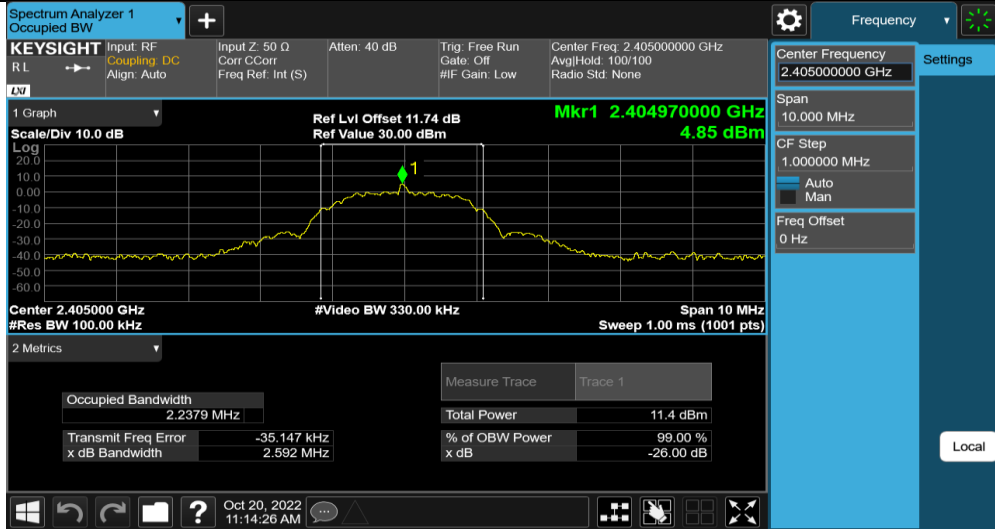 Spectrum Analyzer 1
Occupied BW
+
Frequency
KEYSIGHT
R L
LXI
Input: RF
Coupling: DC
Align: Auto
Input Z: 50 Ω
Corr CCorr
Freq Ref: Int (S)
Atten: 40 dB
Trig: Free Run
Gate: Off
#IF Gain: Low
Center Freq: 2.405000000 GHz
Avg|Hold: 100/100
Radio Std: None
1 Graph
Scale/Div 10.0 dB
Ref Lvl Offset 11.74 dB
Ref Value 30.00 dBm
Mkr1 2.404970000 GHz
4.85 dBm
Log
20.0
10.0
0.00
-10.0
-20.0
-30.0
-40.0
-50.0
-60.0
1
Center 2.405000 GHz
#Res BW 100.00 kHz
#Video BW 330.00 kHz
Span 10 MHz
Sweep 1.00 ms (1001 pts)
2 Metrics
Occupied Bandwidth
2.2379 MHz
Transmit Freq Error -35.147 kHz
x dB Bandwidth 2.592 MHz
Measure Trace Trace 1
Total Power 11.4 dBm
% of OBW Power 99.00 %
x dB -26.00 dB
Center Frequency
2.405000000 GHz
Span
10.000 MHz
CF Step
1.000000 MHz
Auto
Man
Freq Offset
0 Hz
Settings
Local
?
Oct 20, 2022
11:14:26 AM